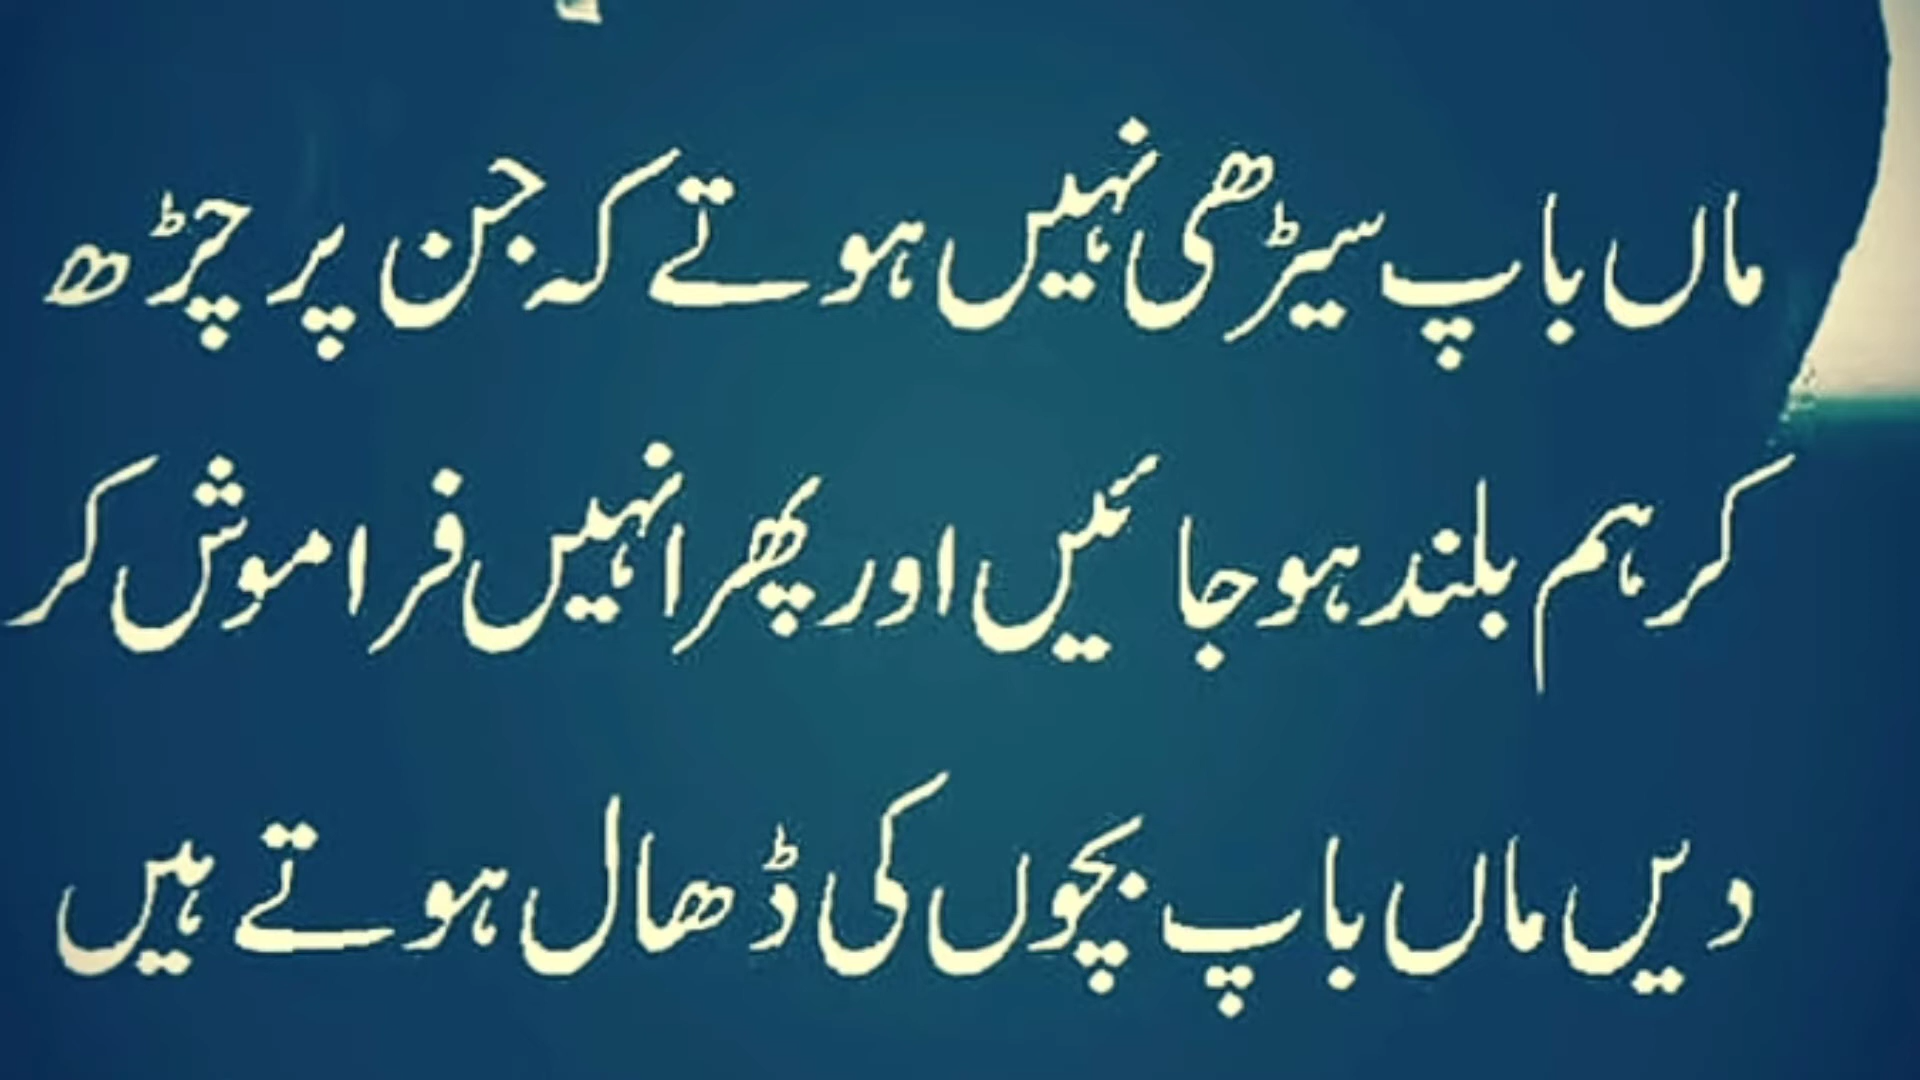 ماں باپ سیڑھی نہیں ہوتے کہ جن پر چڑھ
کر ہم بلند ہو جائیں اور پھر انہیں فراموش کر
دیں ماں باپ بچوں کی ڈھال ہوتے ہیں